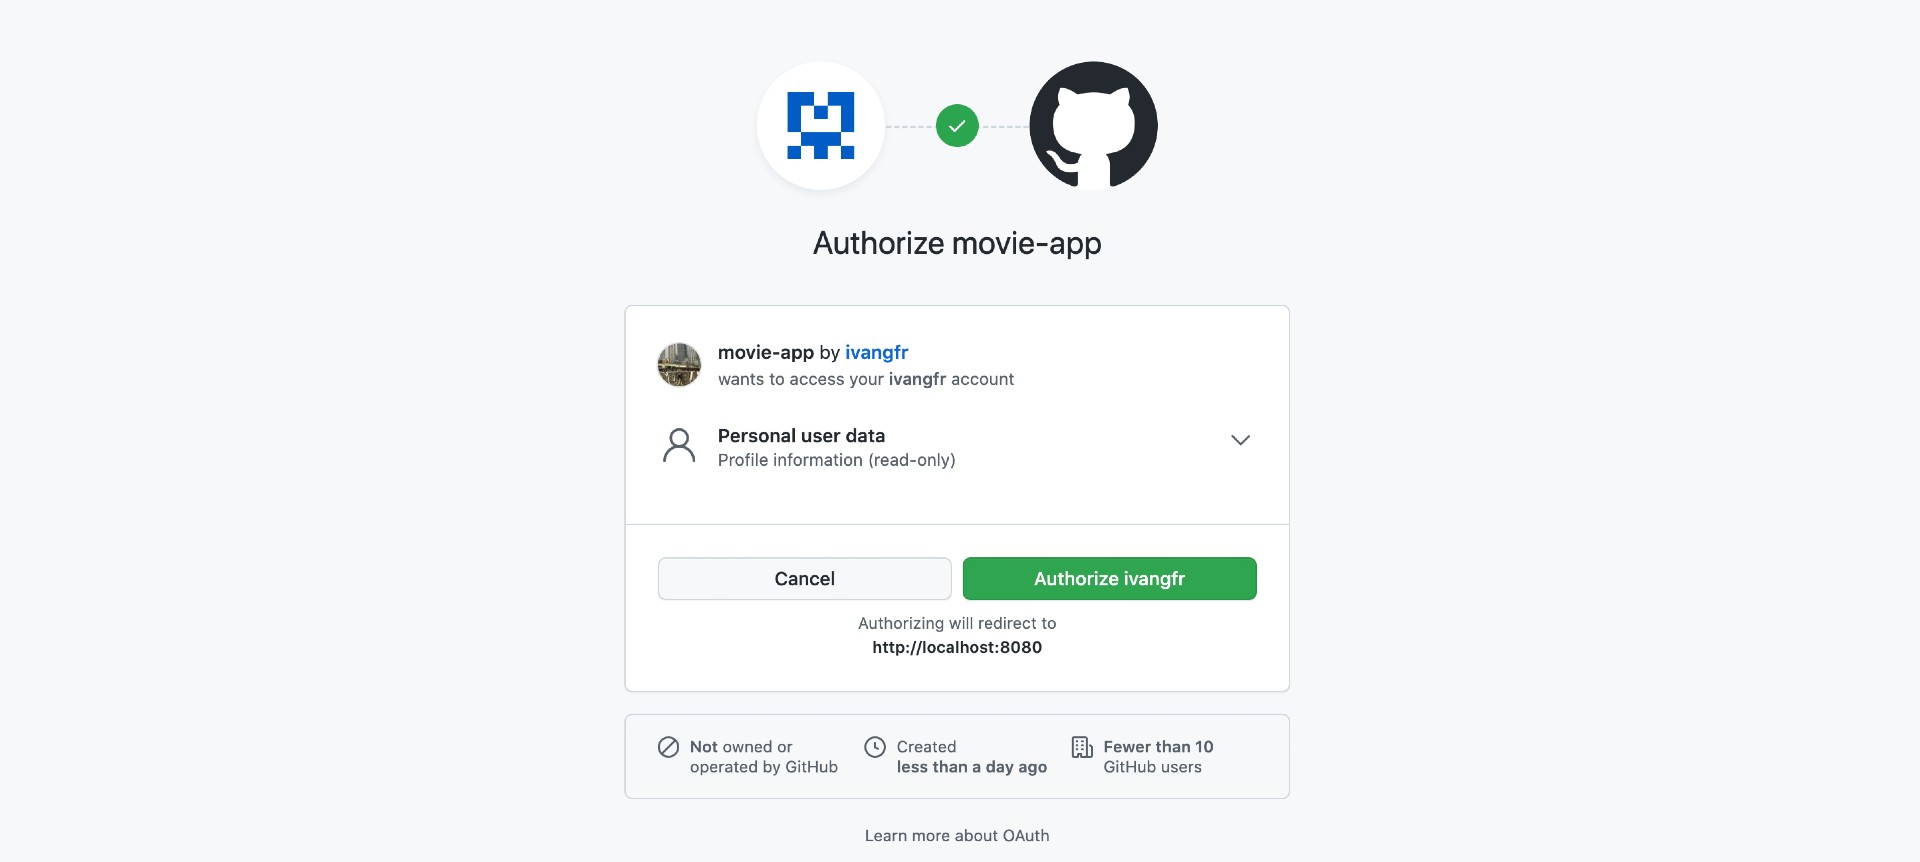 Authorize movie-app
movie-app by ivangfr
wants to access your ivangfr account
Personal user data
Profile information (read-only)
Cancel
Authorize ivangfr
Authorizing will redirect to
http://localhost:8080
Not owned or
operated by GitHub
Created
less than a day ago
Fewer than 10
GitHub users
Learn more about OAuth